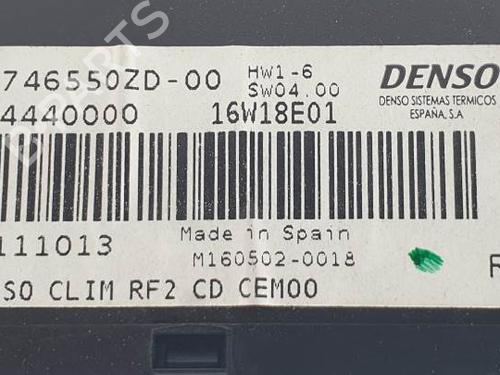 746550ZD-00 HW1-6
SW04.00
DENSO
DENSO SISTEMAS TERMICOS
ESPAÑA, S.A
4440000 16W18E01
111013
Made in Spain
M160502-0018
SO CLIM RF2 CD CEM00
R
B-PARTS